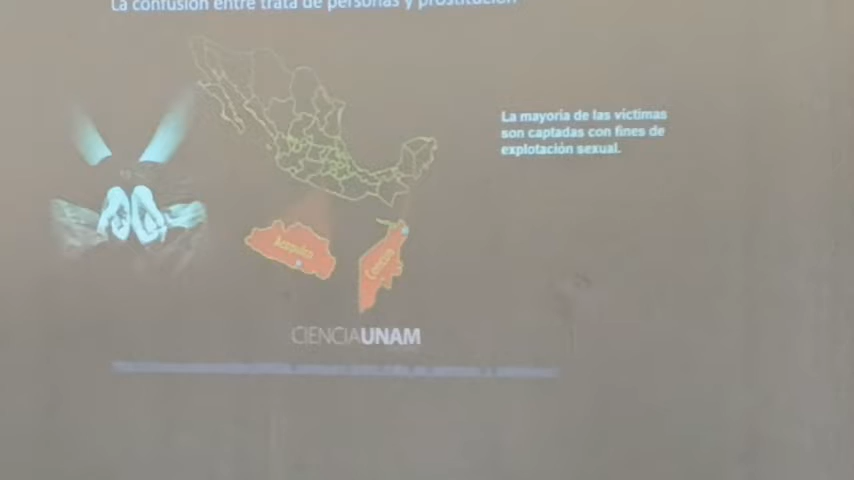 La confusión entre trata de personas y prostitución
La mayoría de las víctimas
son captadas con fines de
explotación sexual.
Acapulco
Cancún
CIENCIAUNAM